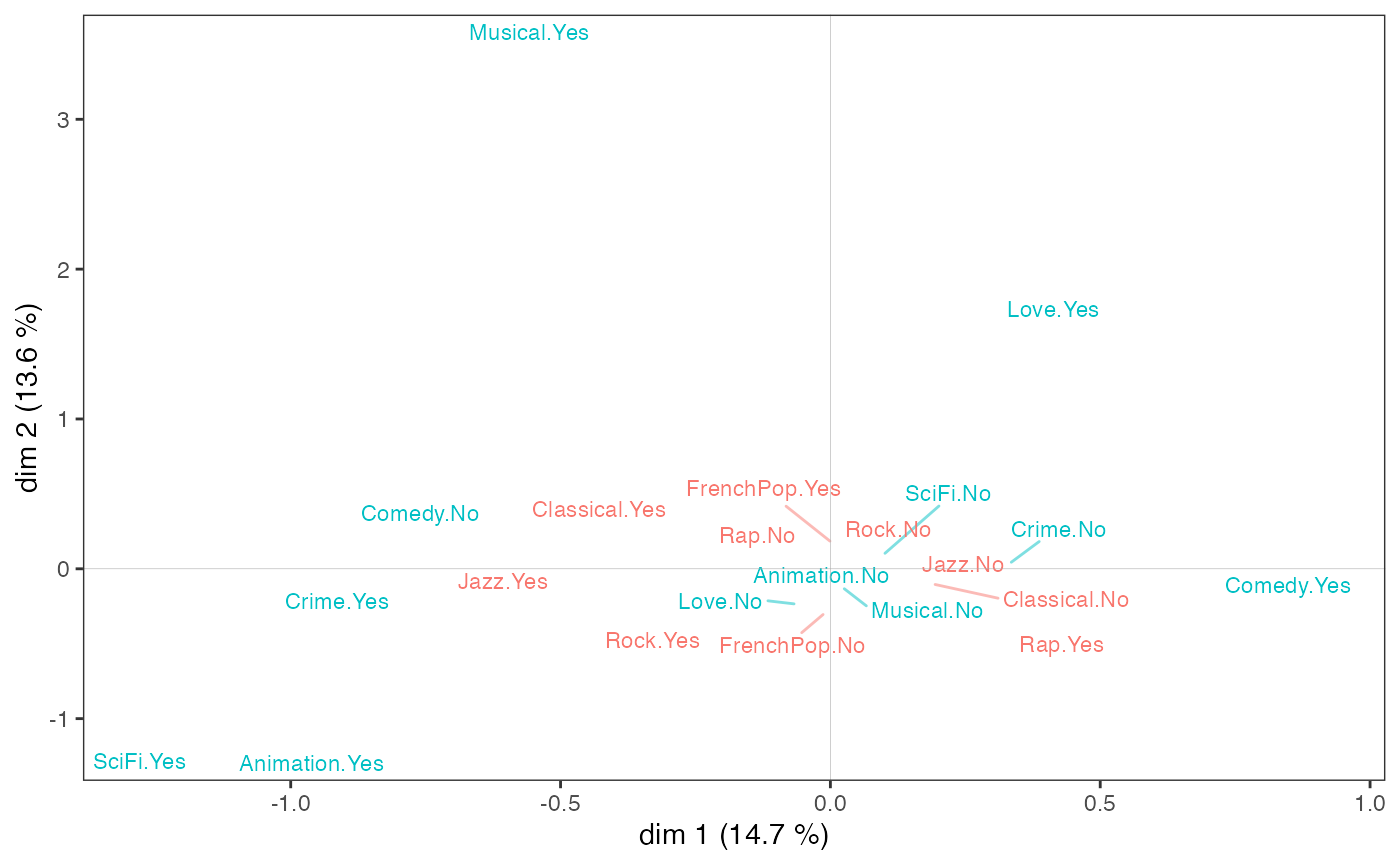 Musical.Yes
3
2
Love.Yes
1
FrenchPop.Yes
SciFi.No
Comedy.No
Classical.Yes
Rap.No
Rock.No
Crime.No
0
Jazz.No
Jazz.Yes
Animation.No
Comedy.Yes
Crime.Yes
Love.No
Musical.No
Classical.No
Rock.Yes
FrenchPop.No
Rap.Yes
-1
SciFi.Yes
Animation.Yes
-1.0
-0.5
0.0
0.5
1.0
dim 1 (14.7 %)
dim 2 (13.6 %)